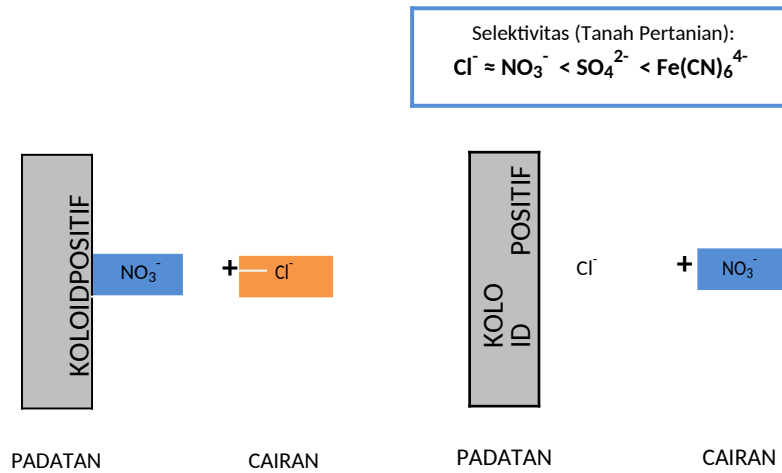 Selektivitas (Tanah Pertanian):
Cl⁻ ≈ NO₃⁻ < SO₄²⁻ < Fe(CN)₆⁴⁻
KOLOIDPOSITIF
NO₃⁻
+
Cl⁻
KOLO
ID
POSITIF
Cl⁻
+
NO₃⁻
PADATAN
CAIRAN
PADATAN
CAIRAN